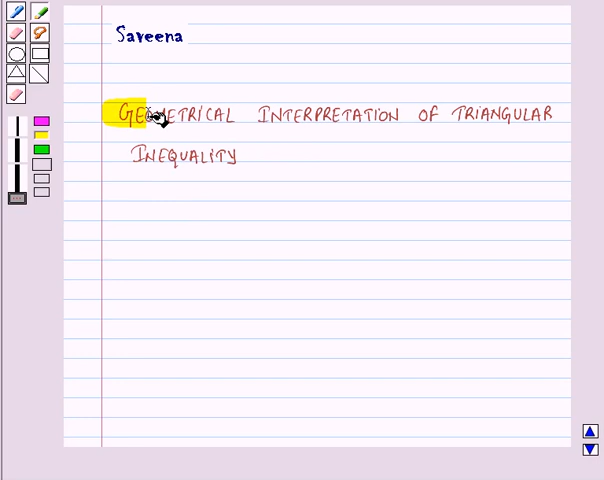 Saveena
GEOMETRICAL INTERPRETATION OF TRIANGULAR
INEQUALITY